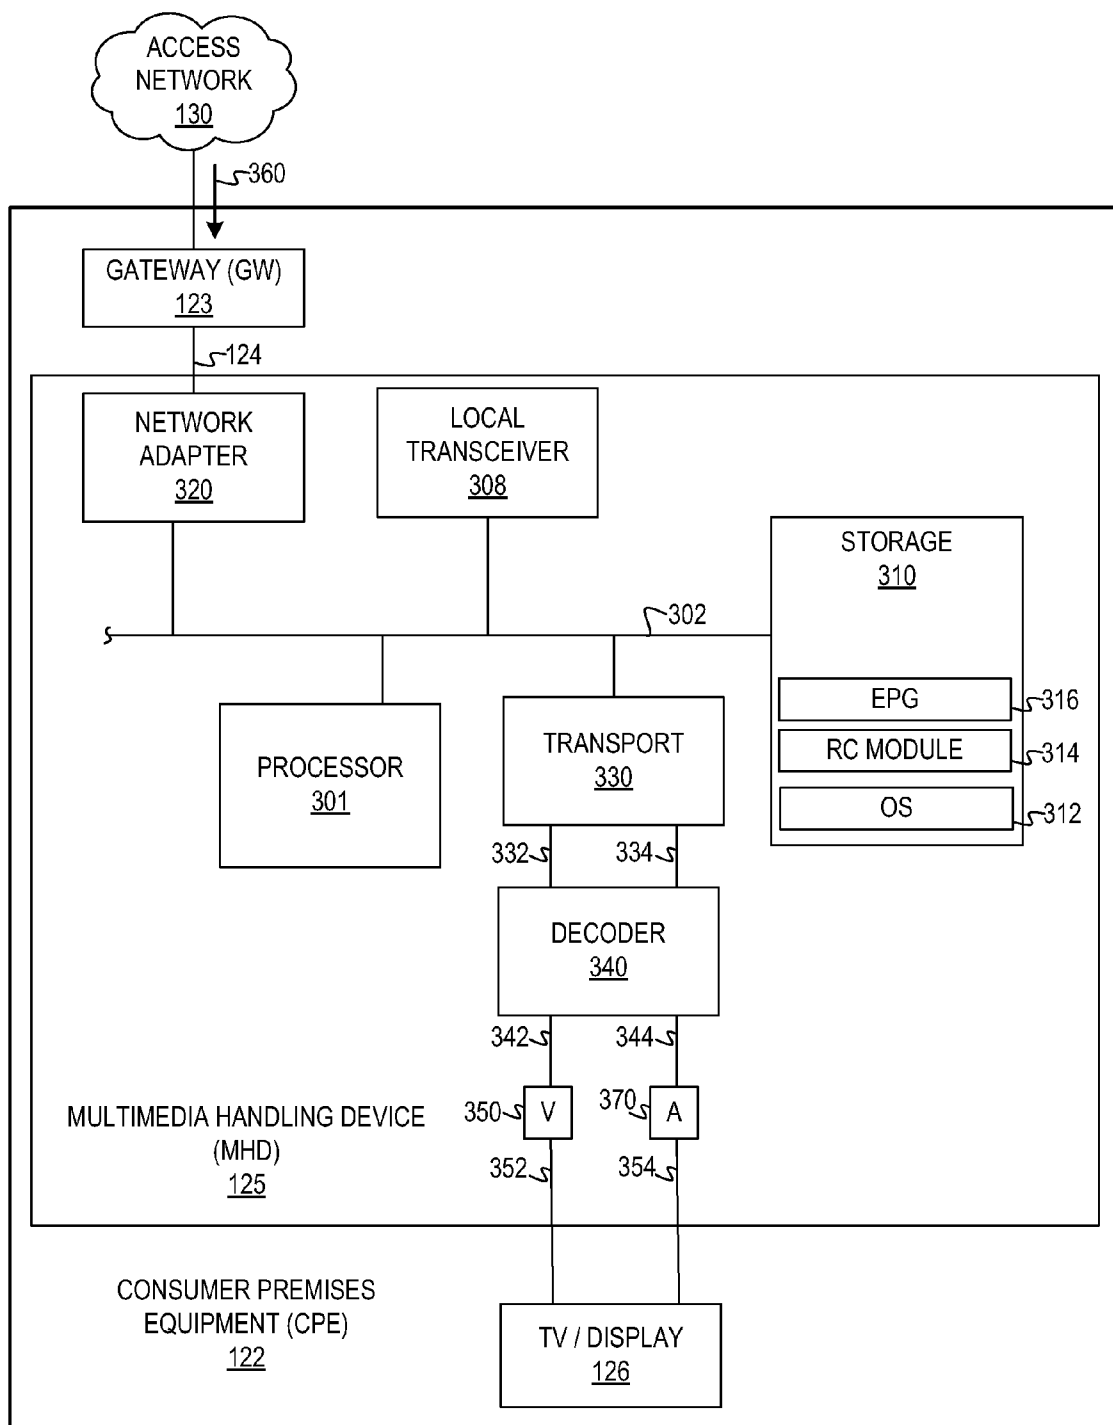 ACCESS
NETWORK
130
360
GATEWAY (GW)
123
124
NETWORK
ADAPTER
320
LOCAL
TRANSCEIVER
308
STORAGE
310
302
EPG
316
RC MODULE
314
OS
312
PROCESSOR
301
TRANSPORT
330
332
334
DECODER
340
342
344
350
V
370
A
352
354
MULTIMEDIA HANDLING DEVICE
(MHD)
125
CONSUMER PREMISES
EQUIPMENT (CPE)
122
TV / DISPLAY
126